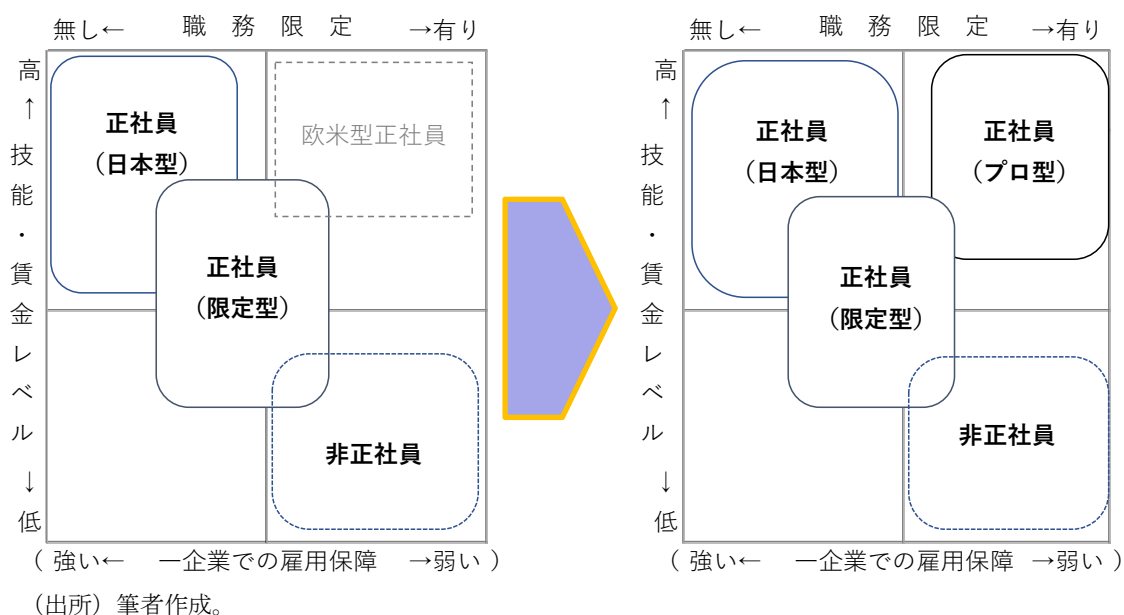 無し← 職務限定 →有り
高
↑
技能・賃金レベル
↓
低
正社員
（日本型）
欧米型正社員
正社員
（限定型）
非正社員
（ 強い← 一企業での雇用保障 →弱い ）
無し← 職務限定 →有り
高
↑
技能・賃金レベル
↓
低
正社員
（日本型）
正社員
（プロ型）
正社員
（限定型）
非正社員
（ 強い← 一企業での雇用保障 →弱い ）
（出所）筆者作成。